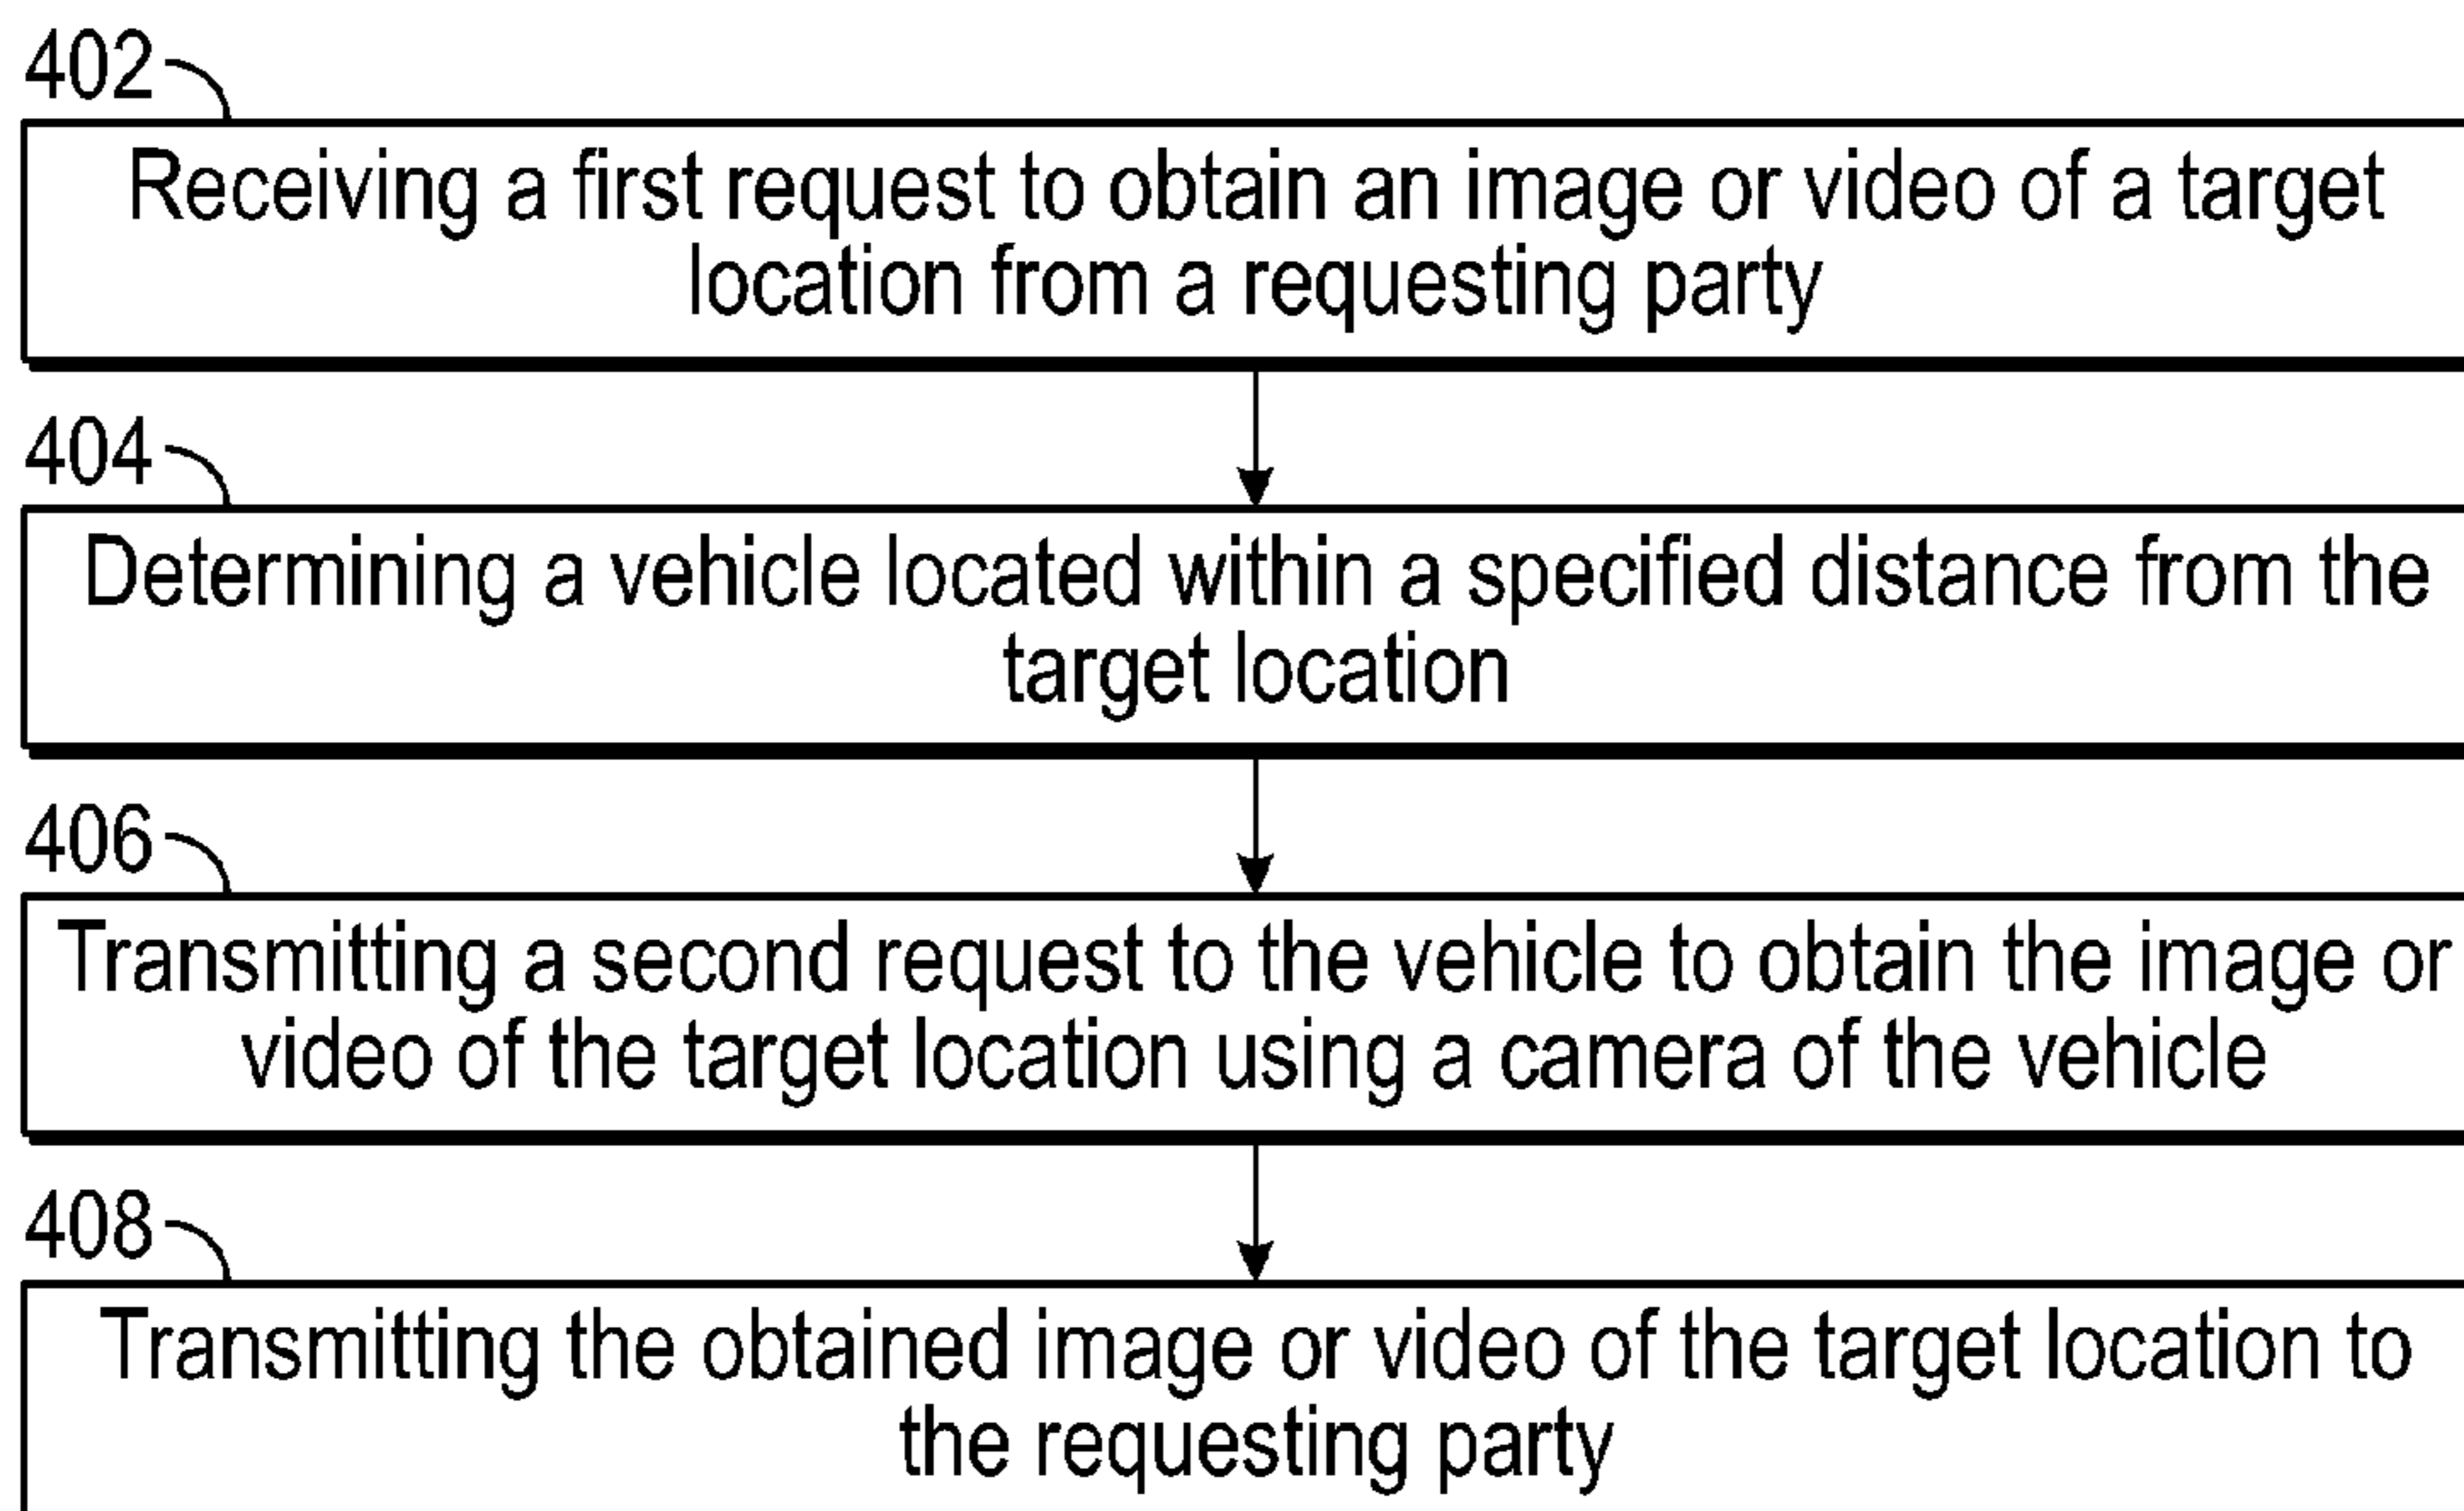 402
Receiving a first request to obtain an image or video of a target
location from a requesting party
404
Determining a vehicle located within a specified distance from the
target location
406
Transmitting a second request to the vehicle to obtain the image or
video of the target location using a camera of the vehicle
408
Transmitting the obtained image or video of the target location to
the requesting party